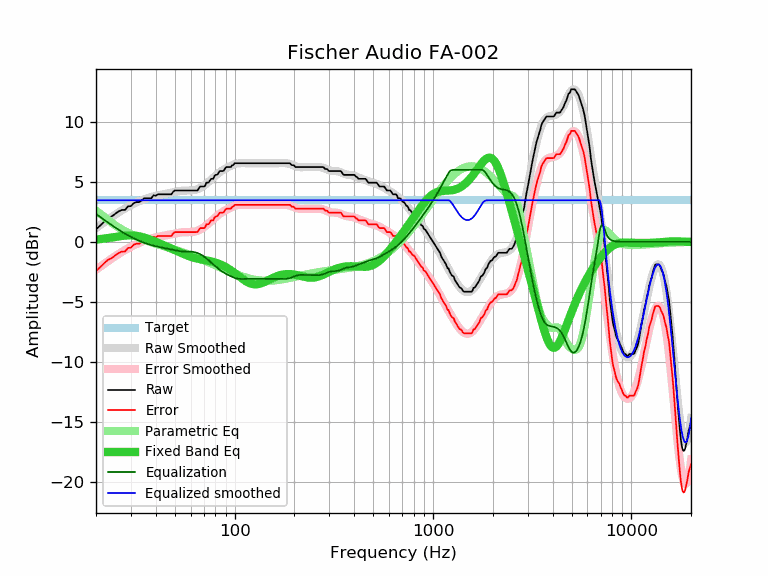 Fischer Audio FA-002
Amplitude (dBr)
10
5
0
−5
−10
−15
−20
Target
Raw Smoothed
Error Smoothed
Raw
Error
Parametric Eq
Fixed Band Eq
Equalization
Equalized smoothed
100
1000
10000
Frequency (Hz)